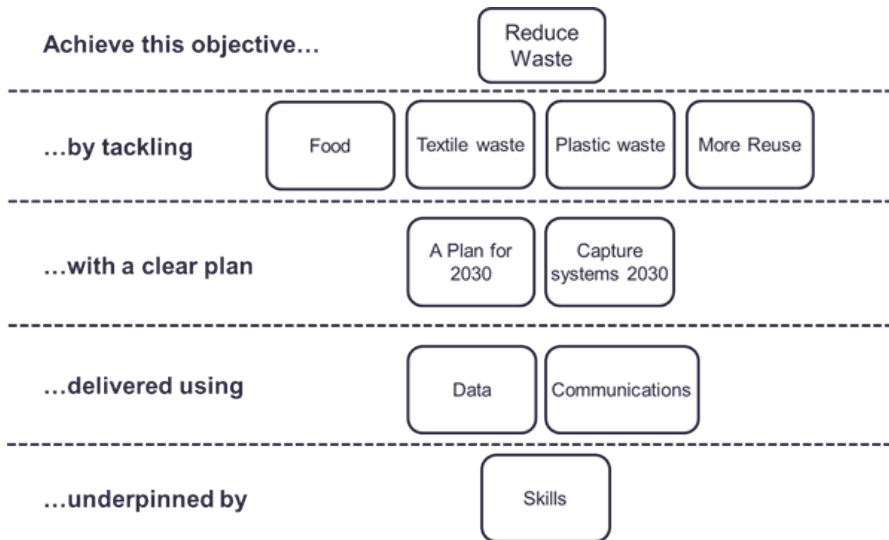 Achieve this objective…
Reduce
Waste
…by tackling
Food
Textile waste
Plastic waste
More Reuse
…with a clear plan
A Plan for
2030
Capture
systems 2030
…delivered using
Data
Communications
…underpinned by
Skills